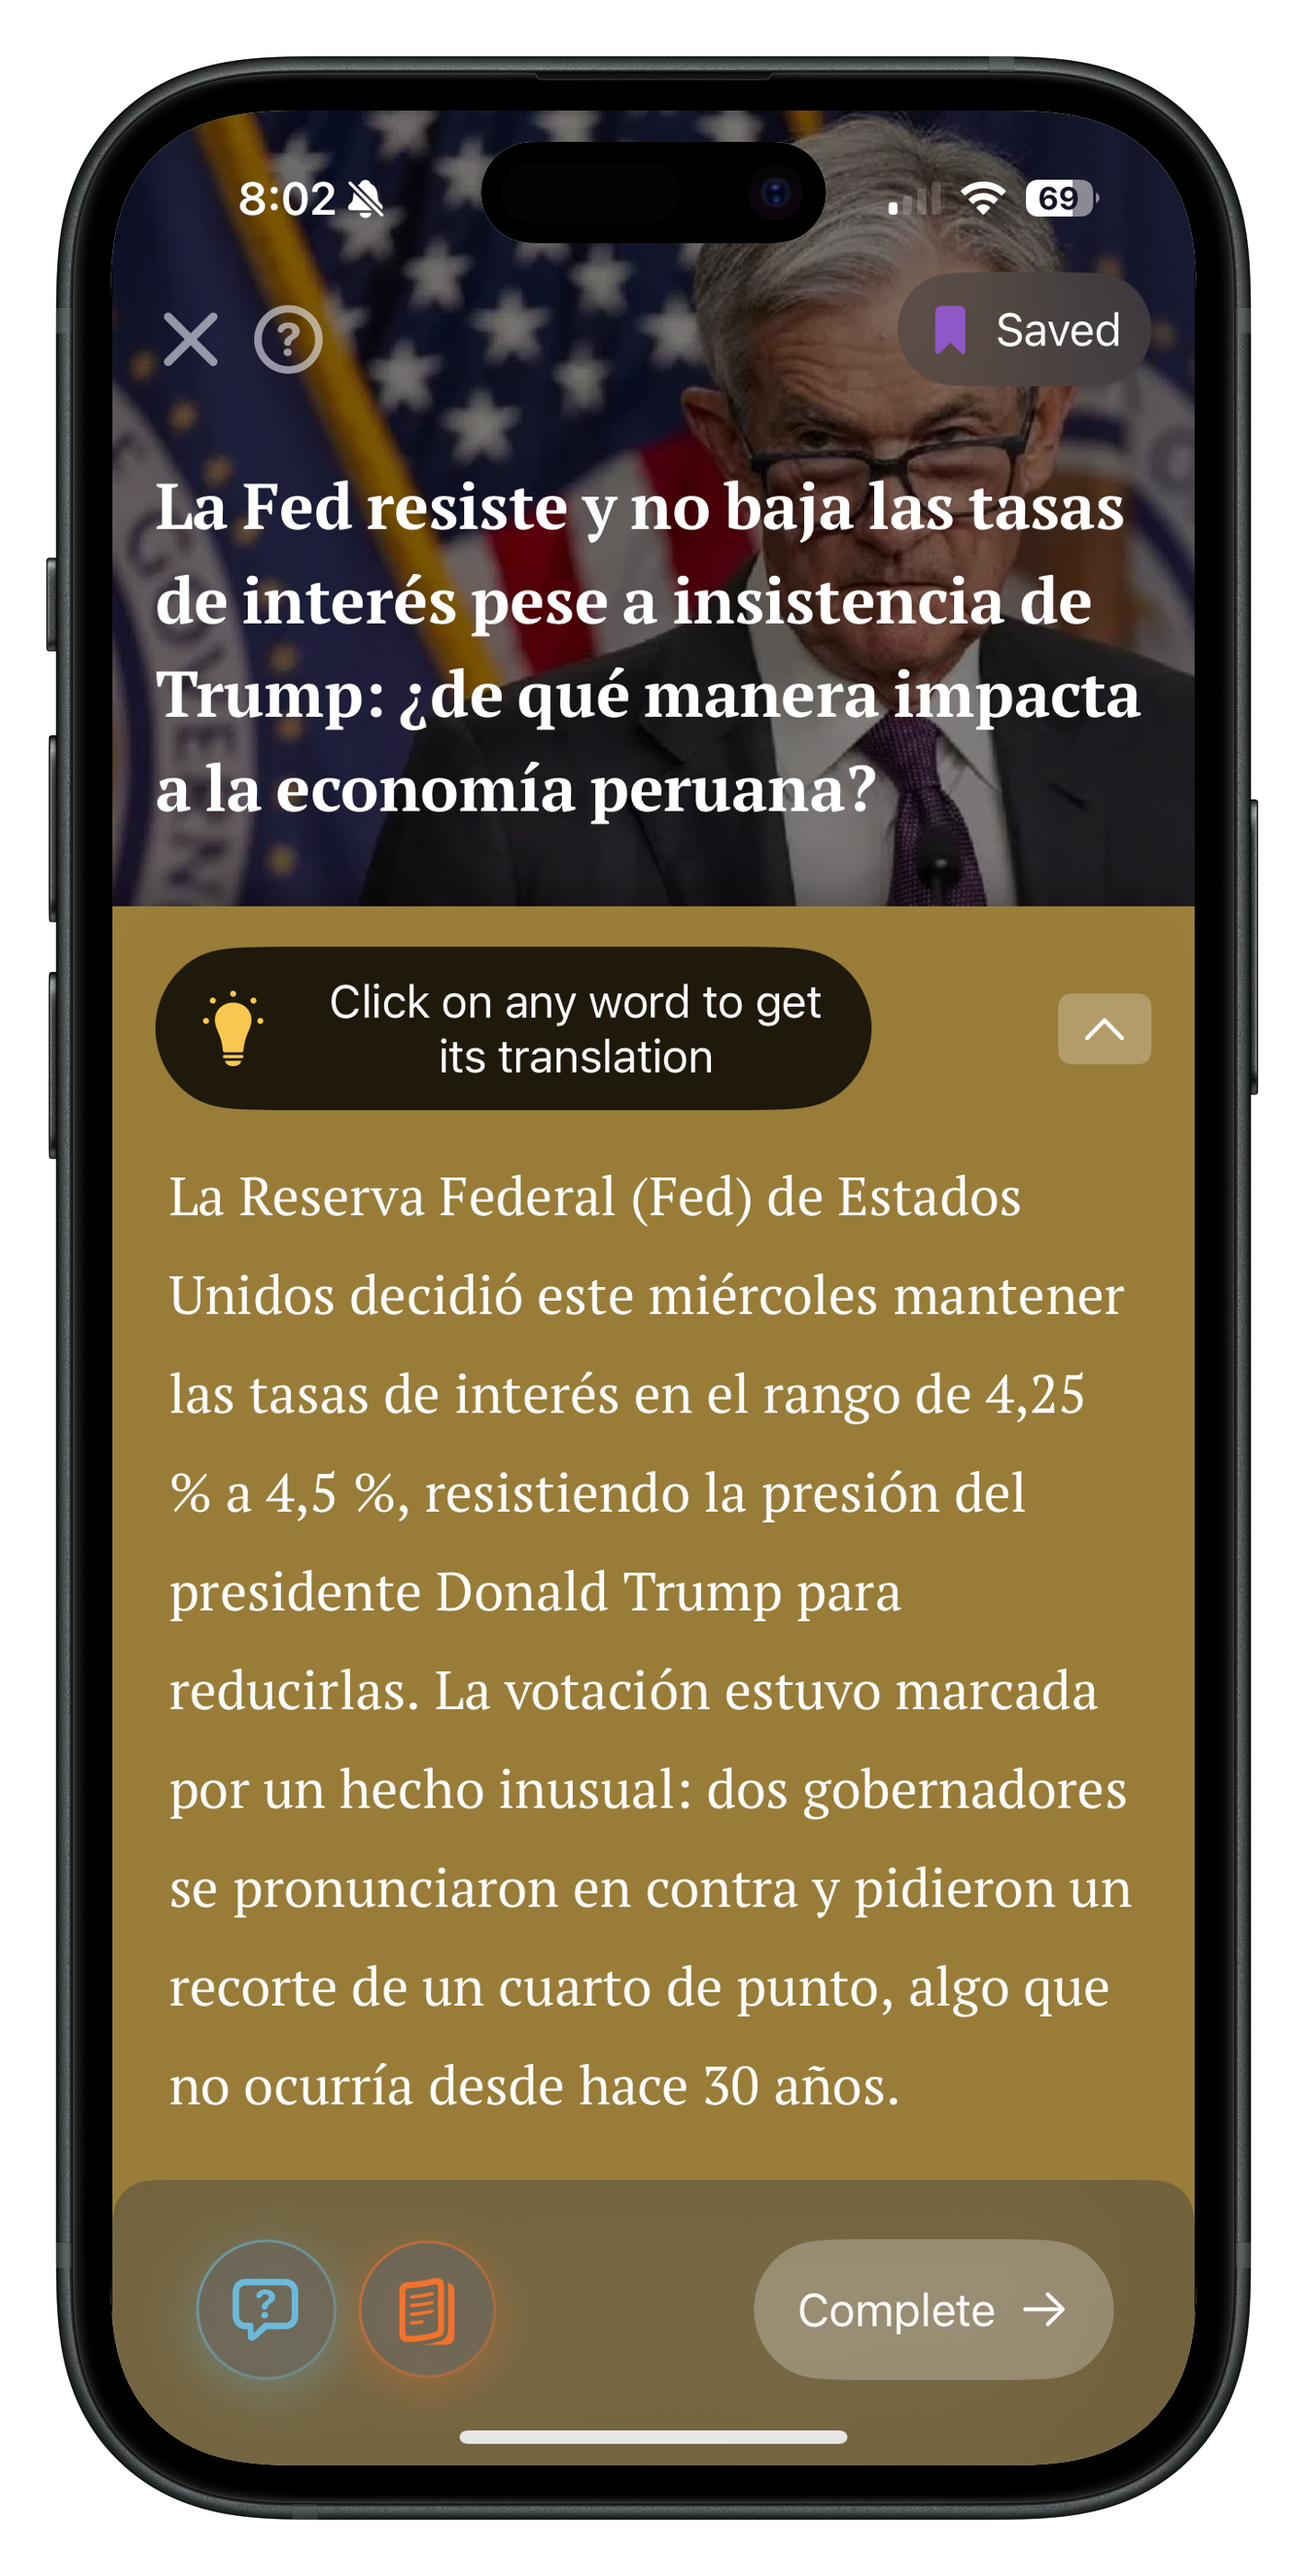 8:02
69
Saved
La Fed resiste y no baja las tasas
de interés pese a insistencia de
Trump: ¿de qué manera impacta
a la economía peruana?
Click on any word to get
its translation
La Reserva Federal (Fed) de Estados
Unidos decidió este miércoles mantener
las tasas de interés en el rango de 4,25
% a 4,5 %, resistiendo la presión del
presidente Donald Trump para
reducirlas. La votación estuvo marcada
por un hecho inusual: dos gobernadores
se pronunciaron en contra y pidieron un
recorte de un cuarto de punto, algo que
no ocurría desde hace 30 años.
Complete